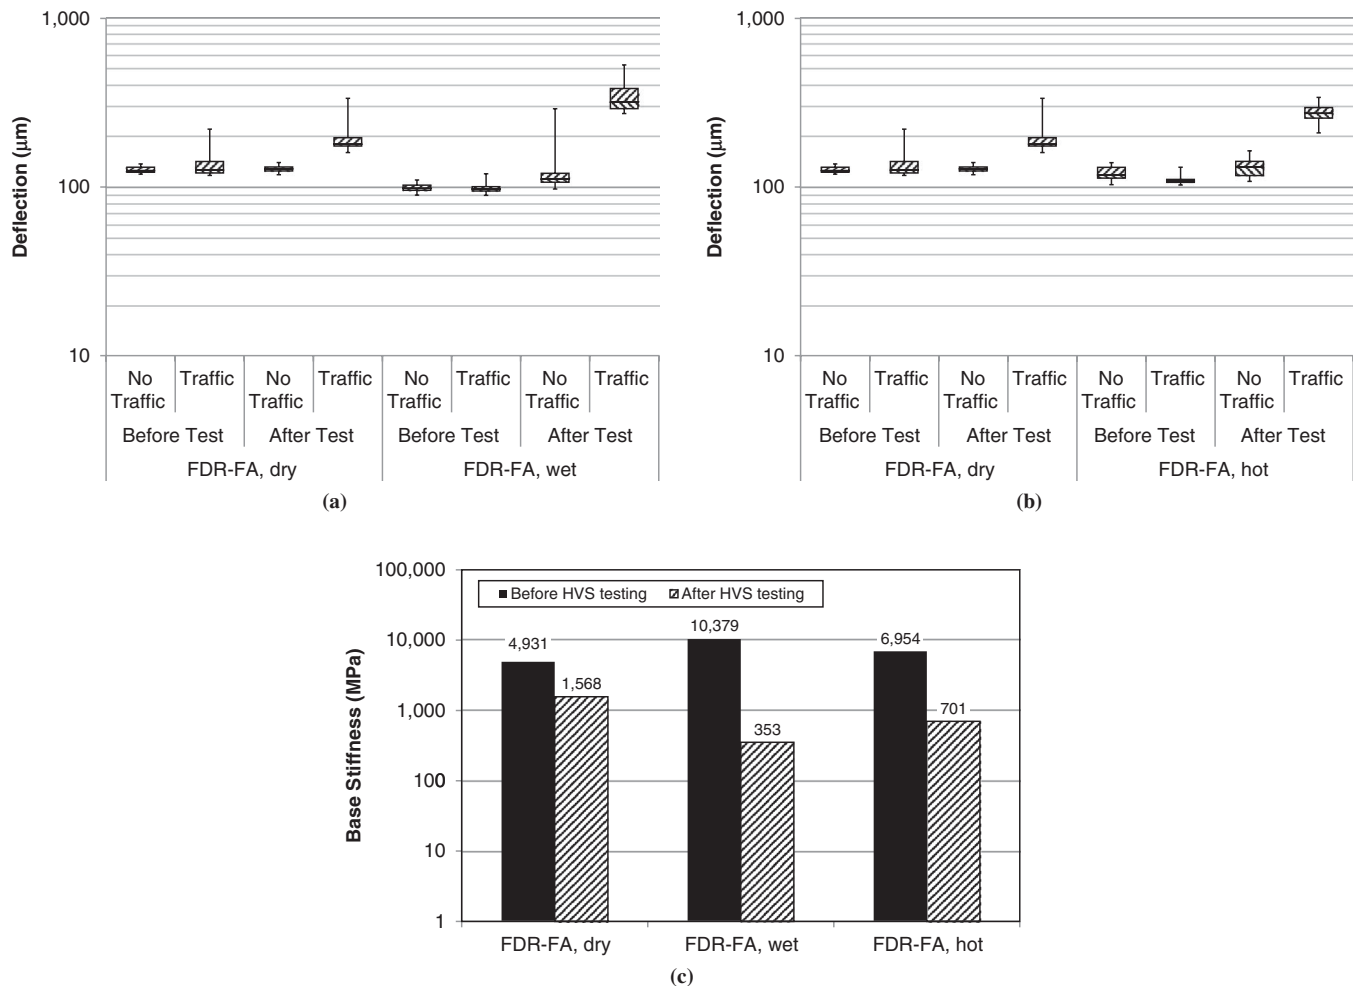 1,000
100
10
Deflection (μm)
No Traffic
Traffic
No Traffic
Traffic
No Traffic
Traffic
No Traffic
Traffic
Before Test
After Test
Before Test
After Test
FDR-FA, dry
FDR-FA, wet
(a)
1,000
100
10
Deflection (μm)
No Traffic
Traffic
No Traffic
Traffic
No Traffic
Traffic
No Traffic
Traffic
Before Test
After Test
Before Test
After Test
FDR-FA, dry
FDR-FA, hot
(b)
100,000
10,000
1,000
100
10
1
Base Stiffness (MPa)
Before HVS testing
After HVS testing
4,931
1,568
10,379
353
6,954
701
FDR-FA, dry
FDR-FA, wet
FDR-FA, hot
(c)